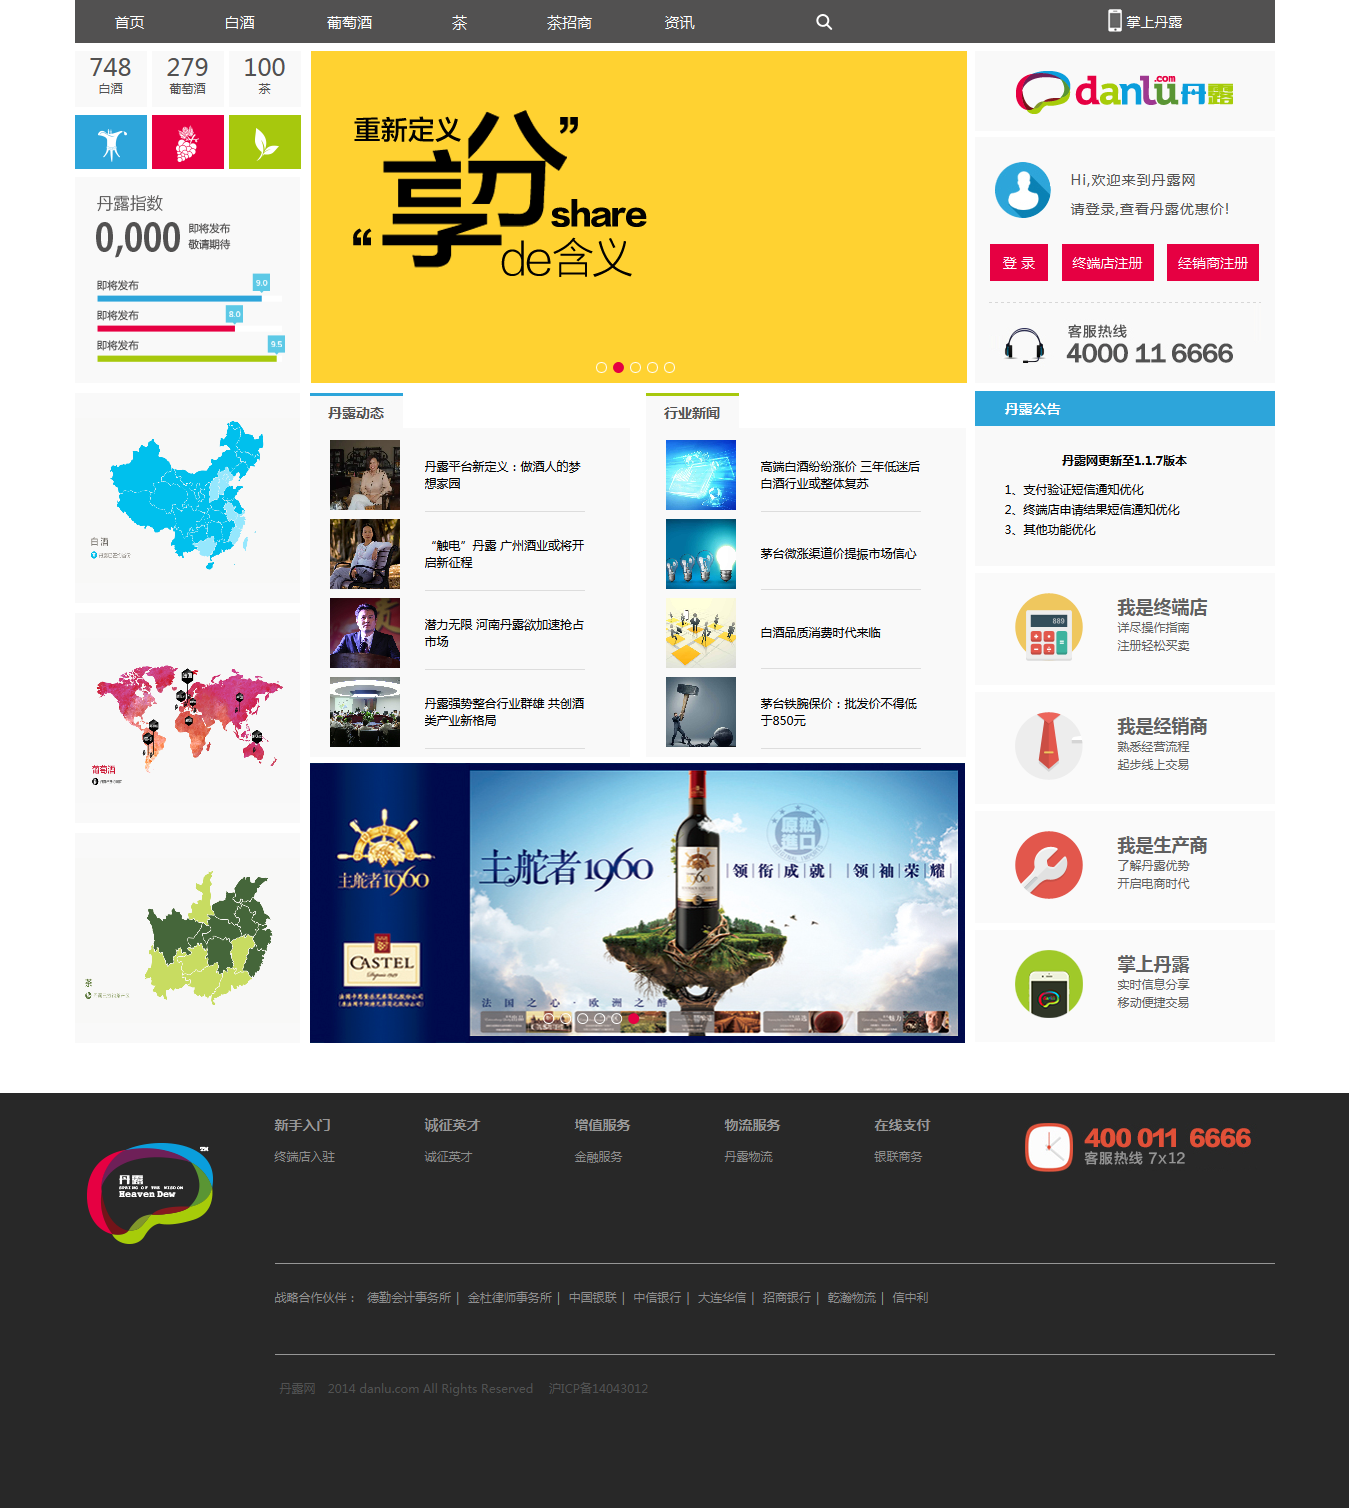 首页 白酒 葡萄酒 茶 茶招商 资讯 掌上丹露
748 279 100
白酒 葡萄酒 茶
丹露指数
0,000 即将发布
敬请期待
即将发布 9.0
即将发布 8.0
即将发布 9.5
重新定义
分
”
“
享
share
de含义
danlu.com丹露
Hi,欢迎来到丹露网
请登录,查看丹露优惠价!
登 录 终端店注册 经销商注册
客服热线
4000 11 6666
白酒
葡萄酒
茶
丹露动态
丹露平台新定义：做酒人的梦
想家园
“触电”丹露 广州酒业或将开
启新征程
潜力无限 河南丹露欲加速抢占
市场
丹露强势整合行业群雄 共创酒
类产业新格局
行业新闻
高端白酒纷纷涨价 三年低迷后
白酒行业或整体复苏
茅台微涨渠道价提振市场信心
白酒品质消费时代来临
茅台铁腕保价：批发价不得低
于850元
丹露公告
丹露网更新至1.1.7版本
1、支付验证短信通知优化
2、终端店申请结果短信通知优化
3、其他功能优化
889
我是终端店
详尽操作指南
注册轻松买卖
我是经销商
熟悉经营流程
起步线上交易
我是生产商
了解丹露优势
开启电商时代
掌上丹露
实时信息分享
移动便捷交易
主舵者1960
CASTEL
主舵者1960
原瓶
進口
领衔成就 领袖荣耀
法国之心·欧洲之醉
丹露
SPRING OF THE WISDOM
Heaven Dew
TM
新手入门 诚征英才 增值服务 物流服务 在线支付
终端店入驻 诚征英才 金融服务 丹露物流 银联商务
400 011 6666
客服热线 7x12
战略合作伙伴： 德勤会计事务所 | 金杜律师事务所 | 中国银联 | 中信银行 | 大连华信 | 招商银行 | 乾瀚物流 | 信中利
丹露网 2014 danlu.com All Rights Reserved 沪ICP备14043012